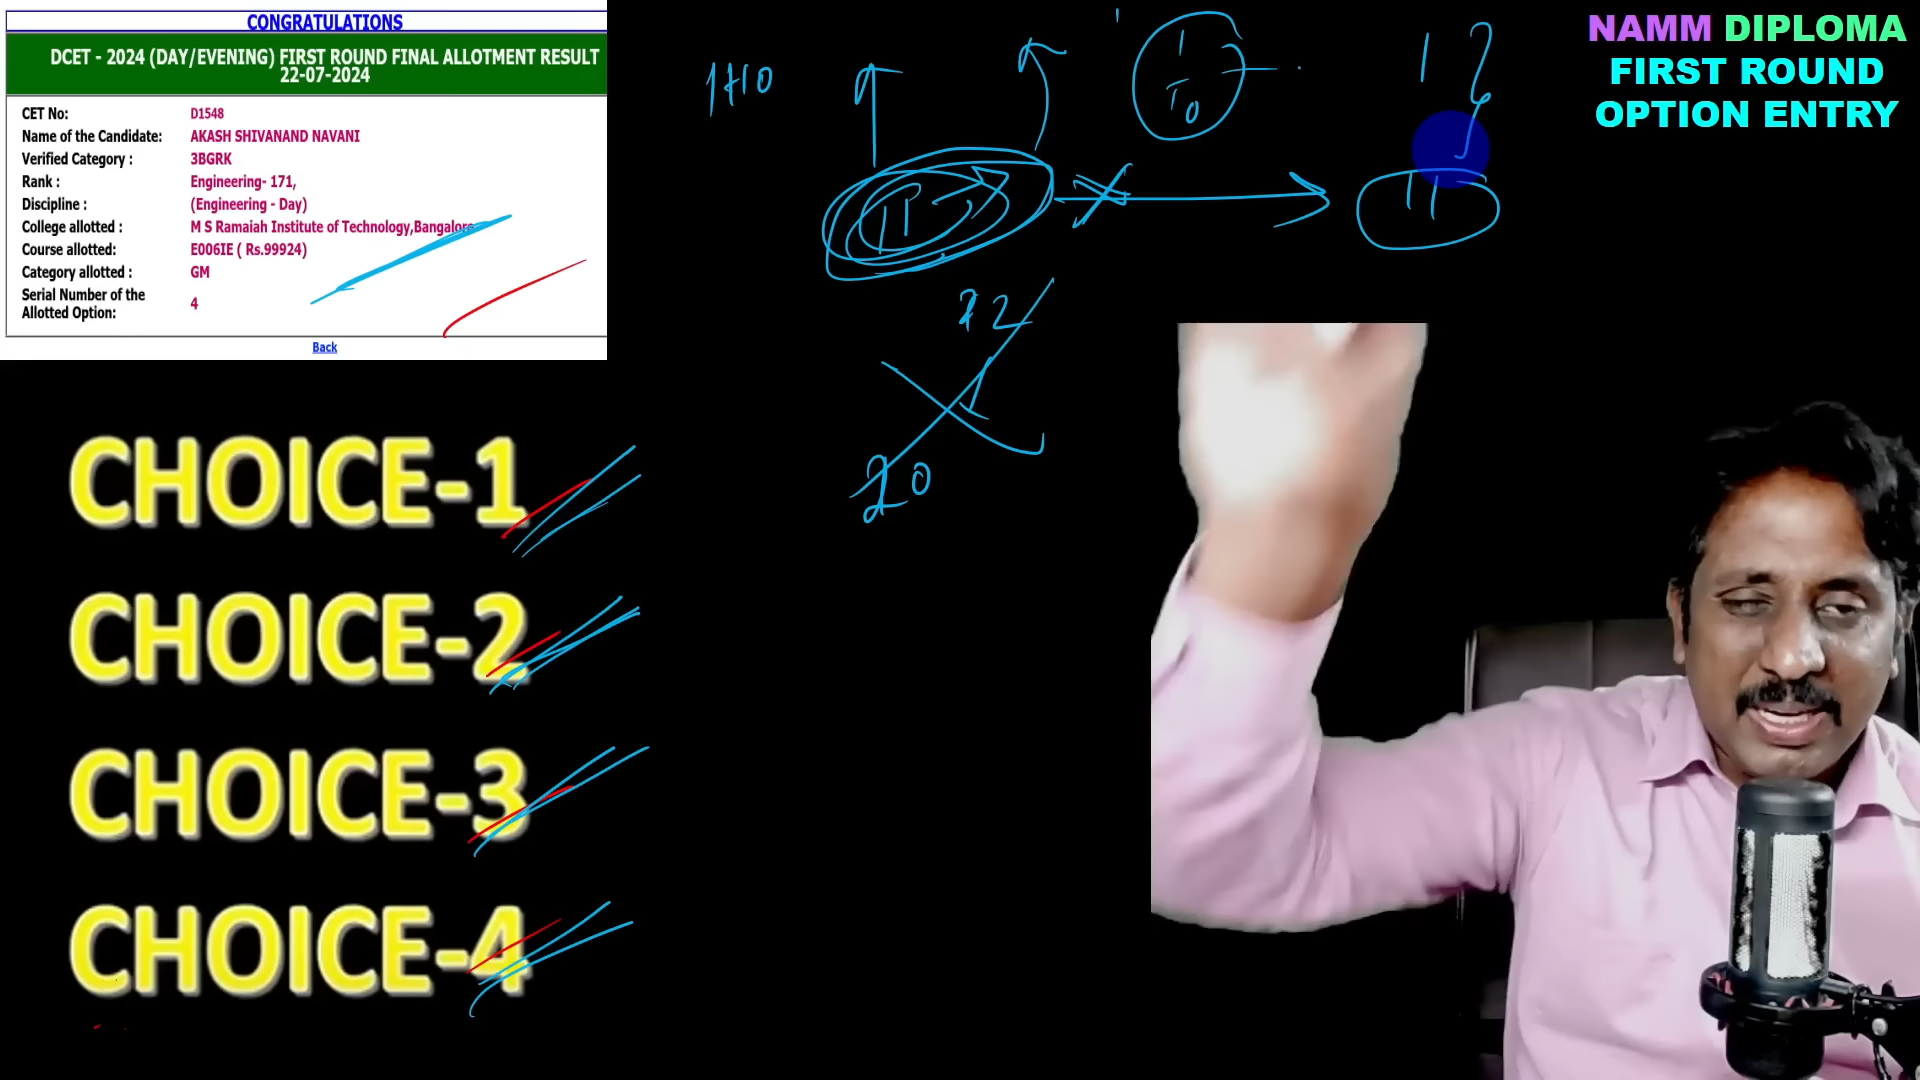 CONGRATULATIONS
DCET - 2024 (DAY/EVENING) FIRST ROUND FINAL ALLOTMENT RESULT
22-07-2024
CET No: D1548
Name of the Candidate: AKASH SHIVANAND NAVANI
Verified Category : 3BGRK
Rank : Engineering- 171,
Discipline : (Engineering - Day)
College allotted : M S Ramaiah Institute of Technology,Bangalore
Course allotted: E006IE ( Rs.99924)
Category allotted : GM
Serial Number of the
Allotted Option: 4
Back
NAMM DIPLOMA
FIRST ROUND
OPTION ENTRY
CHOICE-1
CHOICE-2
CHOICE-3
CHOICE-4